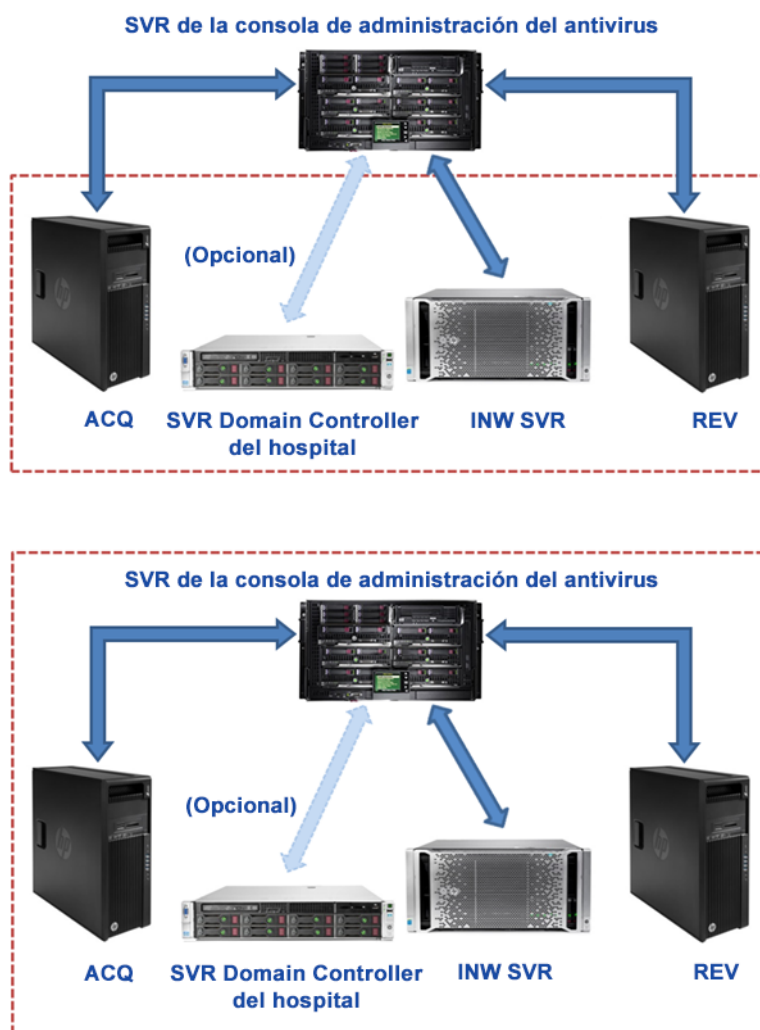 SVR de la consola de administración del antivirus
(Opcional)
ACQ
SVR Domain Controller
del hospital
INW SVR
REV
SVR de la consola de administración del antivirus
(Opcional)
ACQ
SVR Domain Controller
del hospital
INW SVR
REV